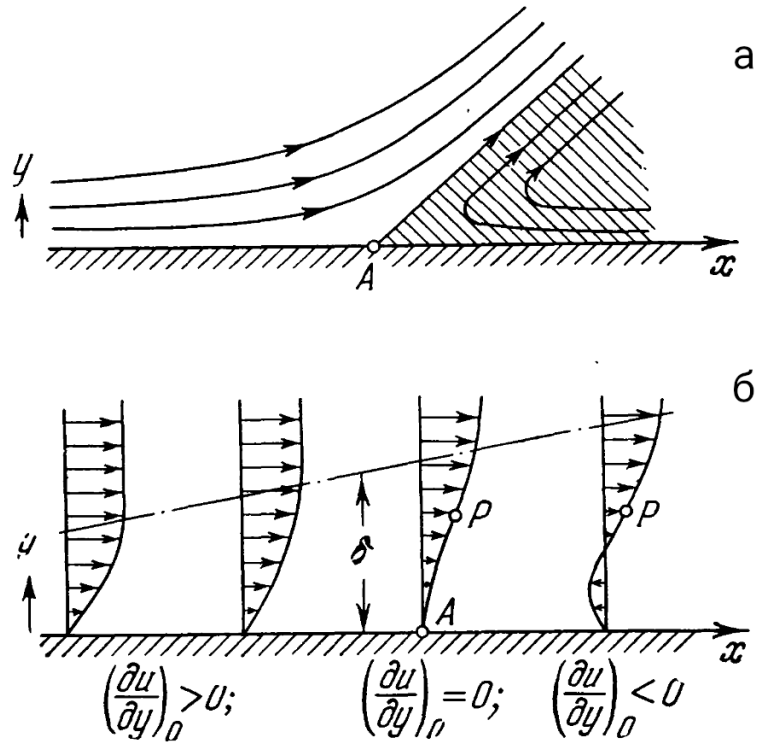 а
y
A
x
б
P
P
y
δ
A
x
(∂u/∂y)₀ > 0; (∂u/∂y)₀ = 0; (∂u/∂y)₀ < 0